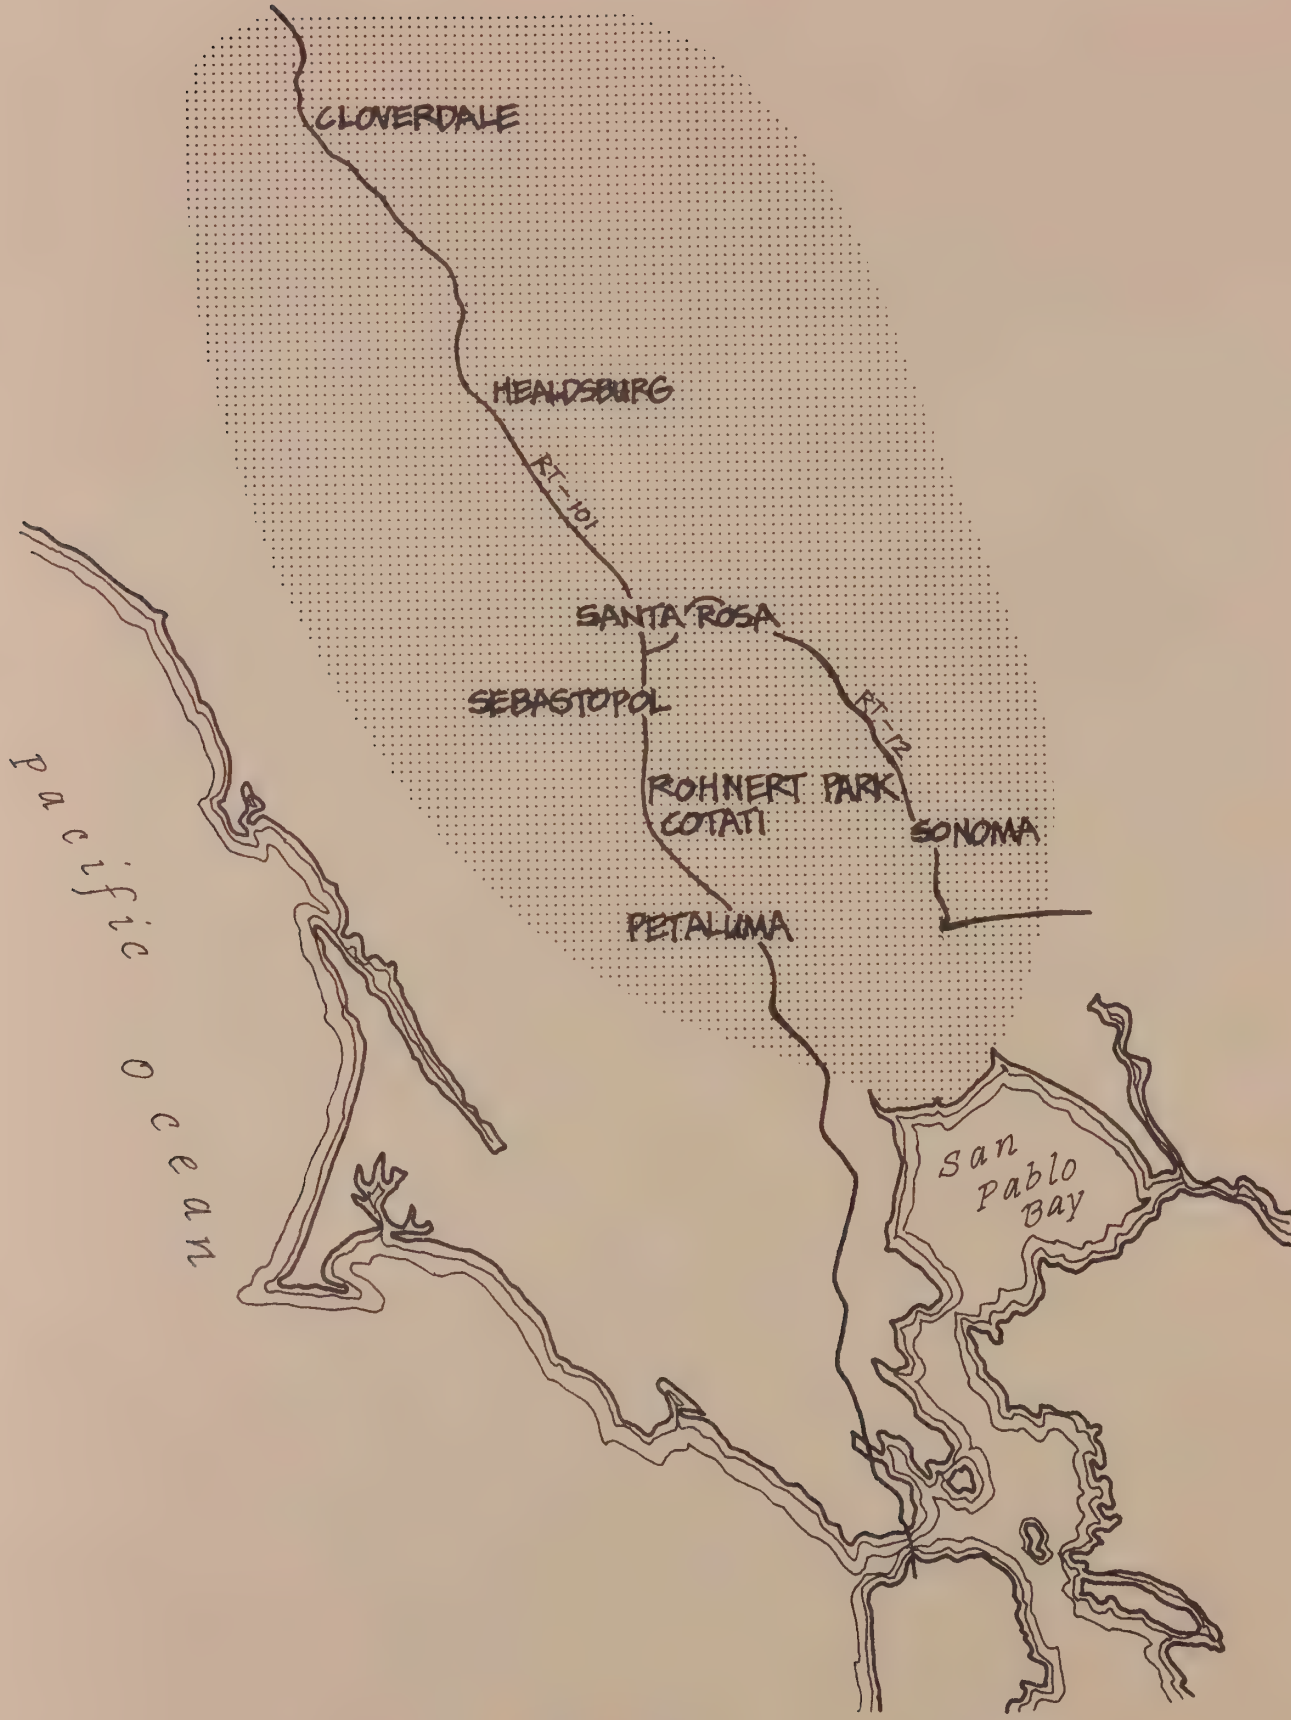 CLOVERDALE
HEALDSBURG
RT-101
SANTA ROSA
SEBASTOPOL
RT-12
ROHNERT PARK
COTATI
SONOMA
PETALUMA
Pacific Ocean
San
Pablo
Bay